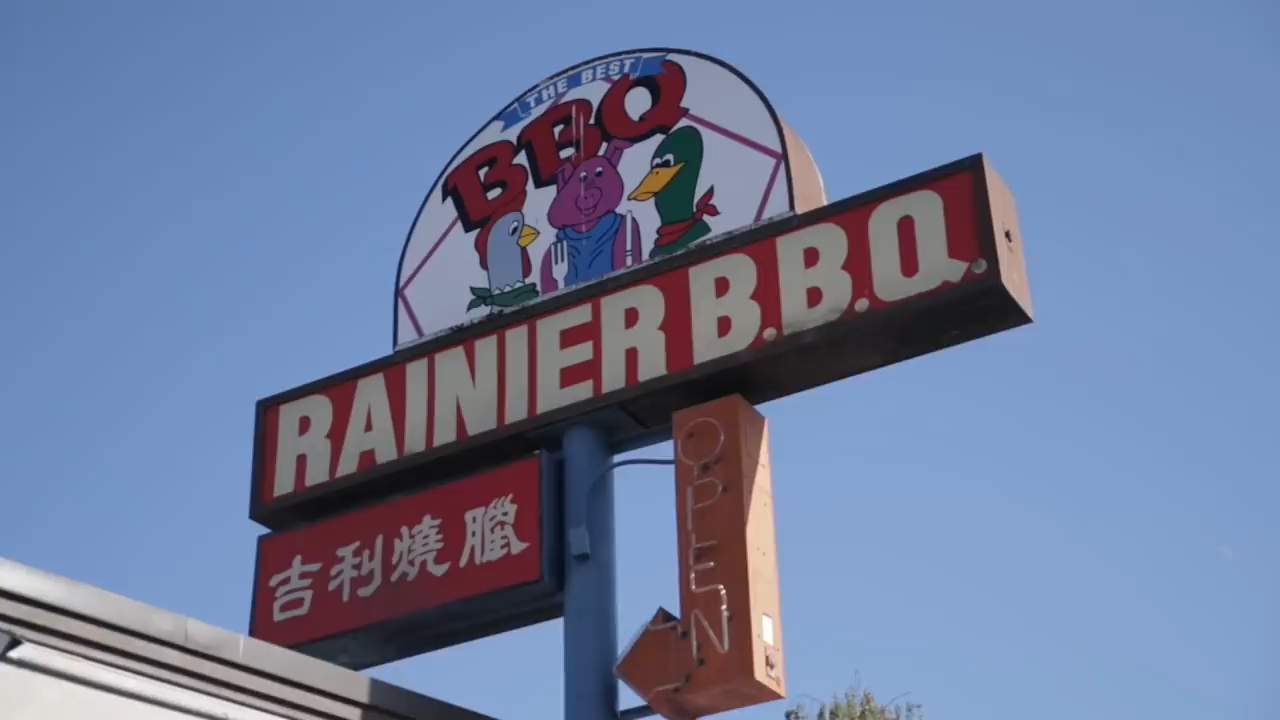 THE BEST
BBQ
RAINIER B.B.Q.
吉利燒臘
OPEN